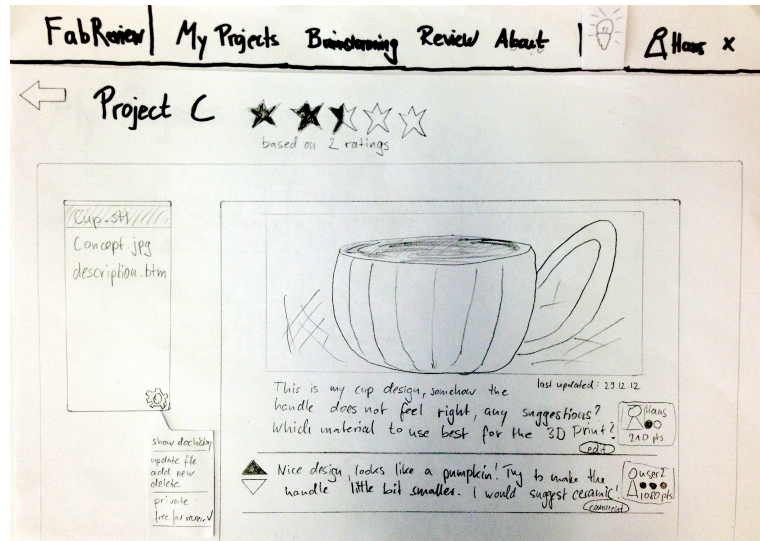 FabReview
My Projects
Brainstorming
Review
About
Hans
x
Project C
based on 2 ratings
Cup.stl
Concept.jpg
description.htm
show dochistory
update file
add new
delete
private
free for review ✓
This is my cup design, somehow the
handle does not feel right, any suggestions?
Which material to use best for the 3D Print?
last updated: 29.12.12
Hans
210 pts
edit
Nice design, looks like a pumpkin! Try to make the
handle little bit smaller. I would suggest ceramic!
user2
1080 pts
comment